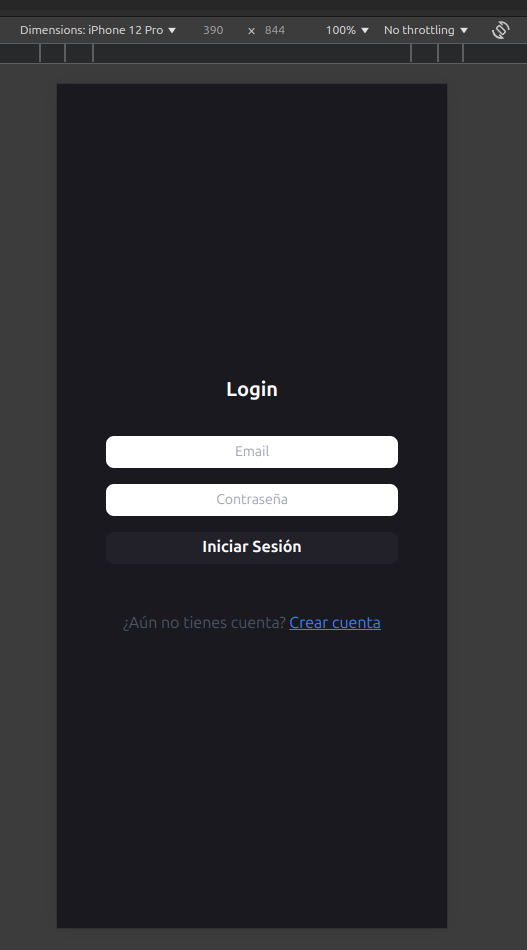 Dimensions: iPhone 12 Pro 390 x 844 100% No throttling
Login
Email
Contraseña
Iniciar Sesión
¿Aún no tienes cuenta? Crear cuenta